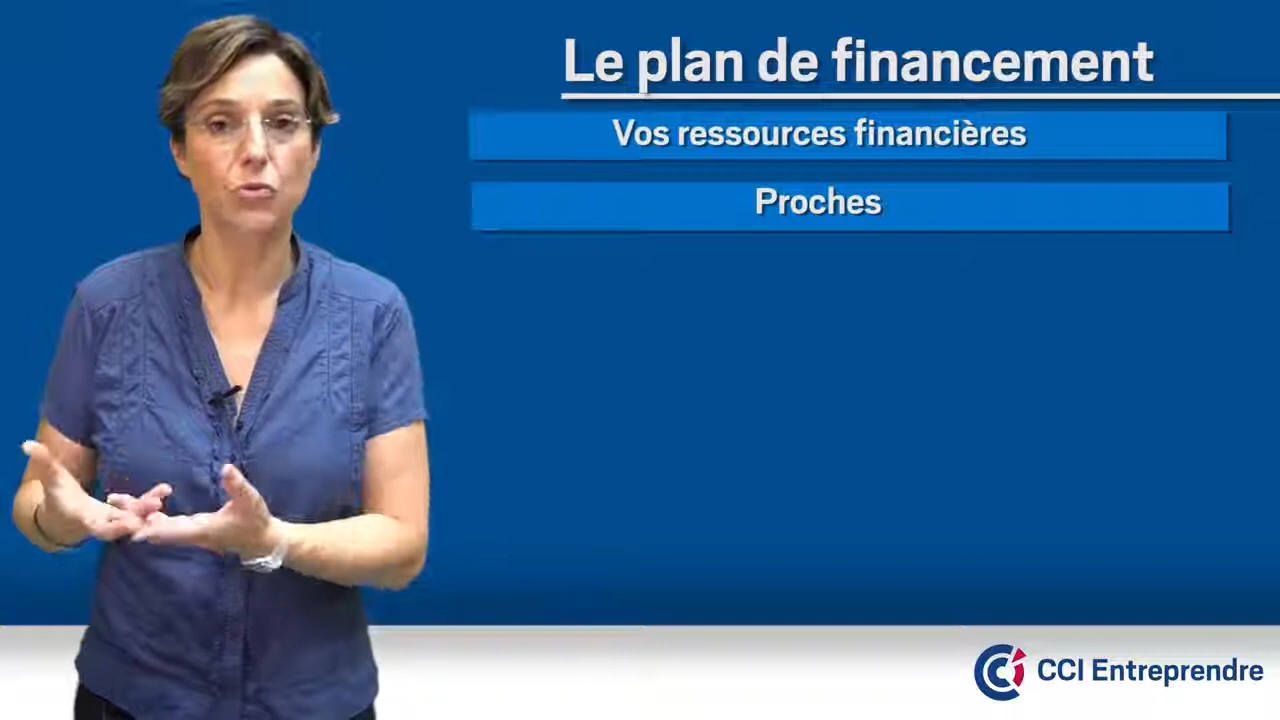 Le plan de financement
Vos ressources financières
Proches
CCI Entreprendre